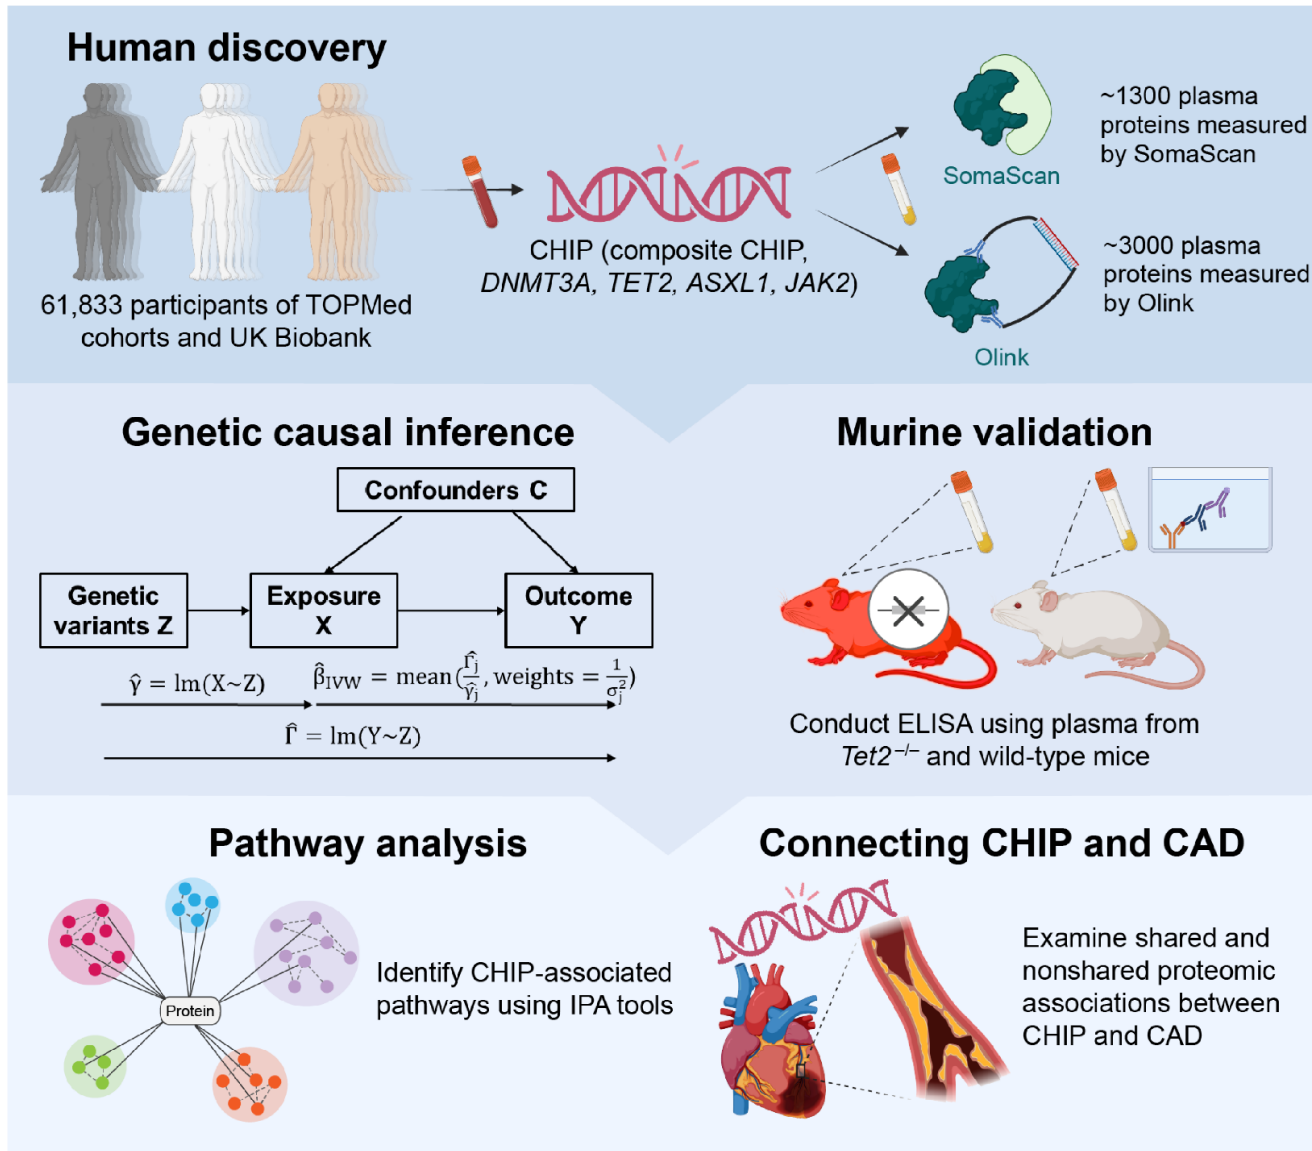 Human discovery
61,833 participants of TOPMed
cohorts and UK Biobank
CHIP (composite CHIP,
DNMT3A, TET2, ASXL1, JAK2)
SomaScan
~1300 plasma
proteins measured
by SomaScan
Olink
~3000 plasma
proteins measured
by Olink
Genetic causal inference
Confounders C
Genetic
variants Z
Exposure
X
Outcome
Y
γ̂ = lm(X~Z)
β̂_IVW = mean(Γ̂_j/γ̂_j, weights = 1/σ_j²)
Γ̂ = lm(Y~Z)
Murine validation
Conduct ELISA using plasma from
Tet2⁻/⁻ and wild-type mice
Pathway analysis
Protein
Identify CHIP-associated
pathways using IPA tools
Connecting CHIP and CAD
Examine shared and
nonshared proteomic
associations between
CHIP and CAD